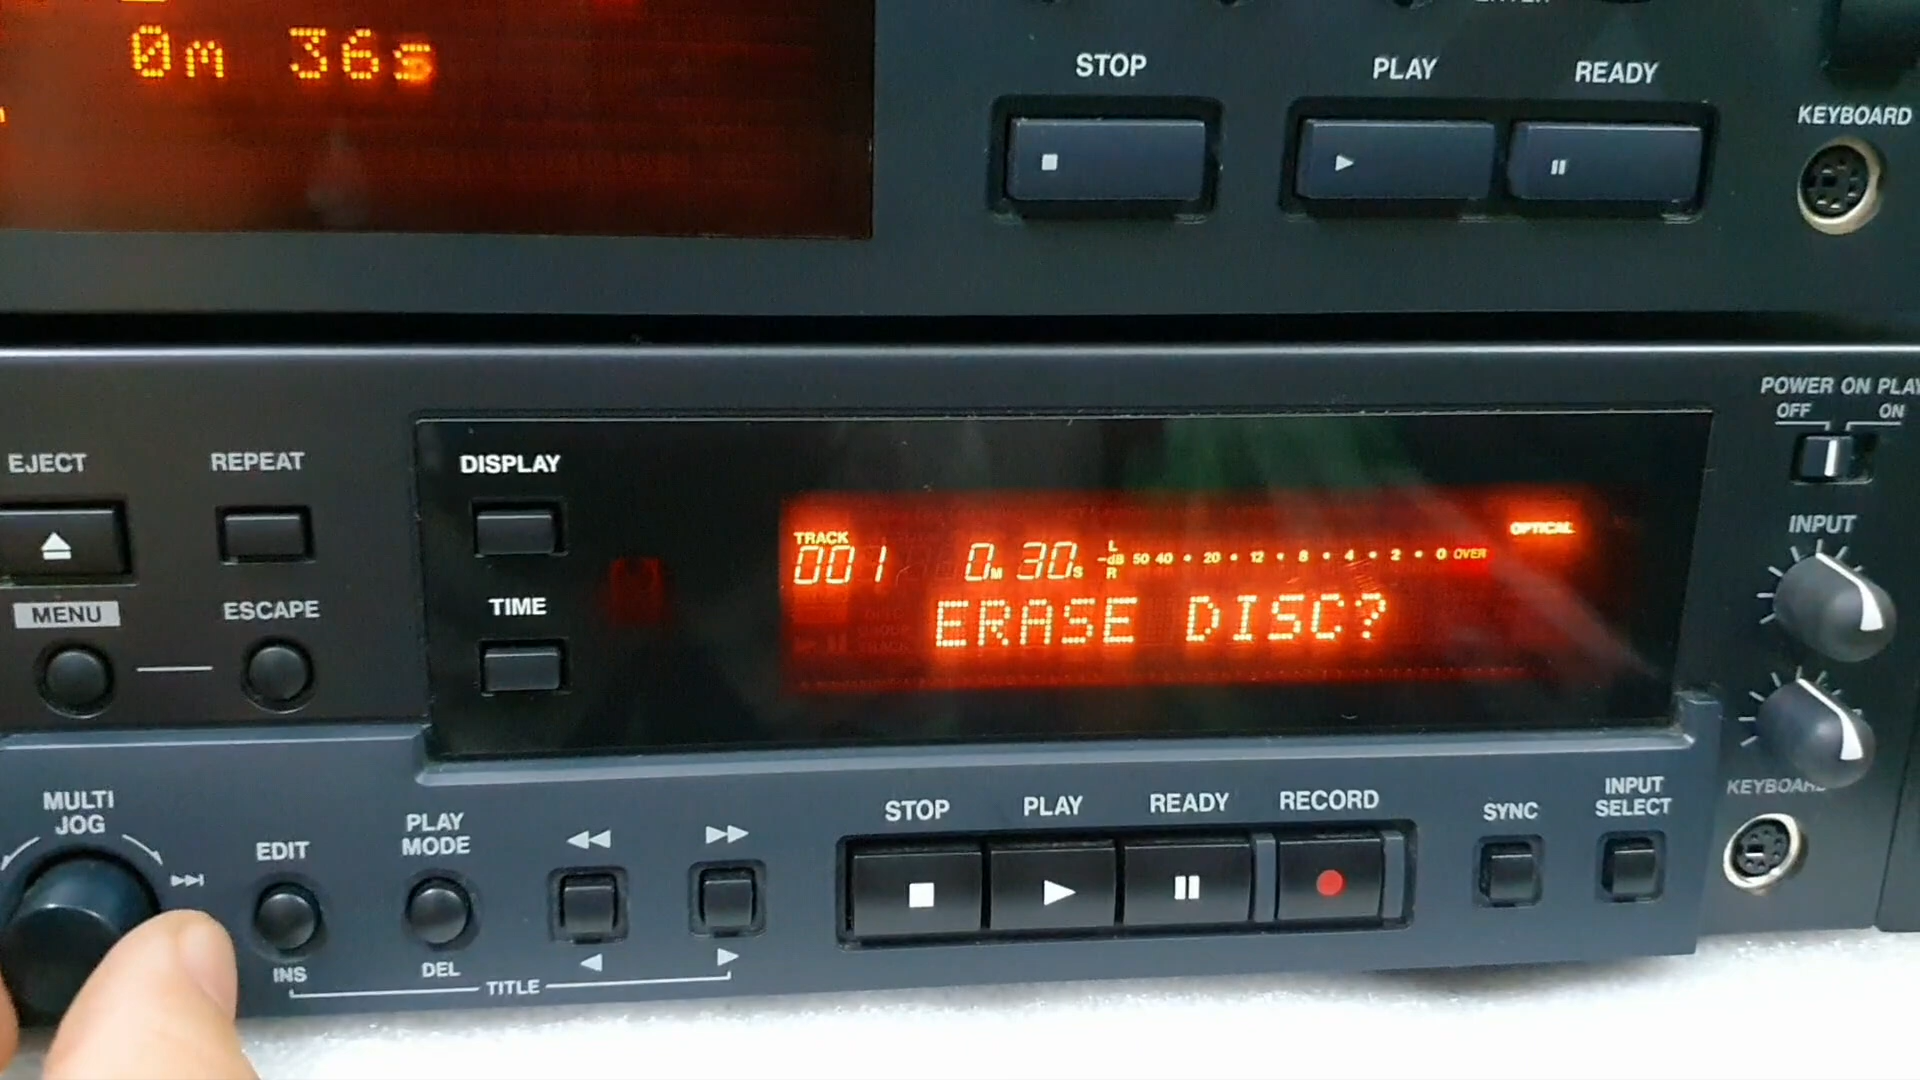 0m 36s
ENTER
STOP
PLAY
READY
KEYBOARD
POWER ON PLAY
OFF ON
INPUT
KEYBOARD
EJECT
REPEAT
MENU
ESCAPE
DISPLAY
TIME
TRACK
001 0M 30S
L
-dB 50 40 • 20 • 12 • 8 • 4 • 2 • 0 OVER
R
OPTICAL
ERASE DISC?
MULTI
JOG
EDIT
INS
PLAY
MODE
DEL
TITLE
STOP
PLAY
READY
RECORD
SYNC
INPUT
SELECT